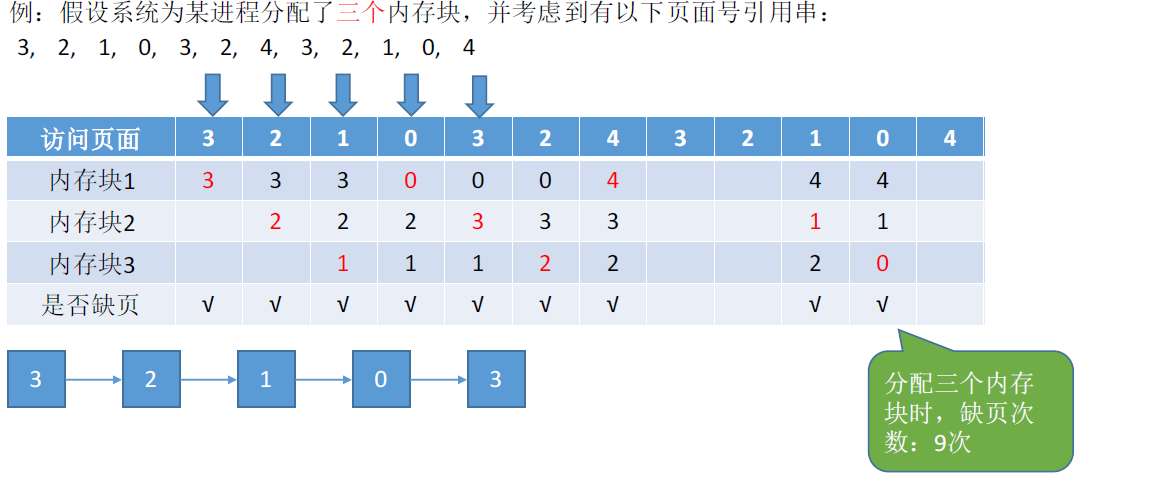 例：假设系统为某进程分配了三个内存块，并考虑到有以下页面号引用串：
3, 2, 1, 0, 3, 2, 4, 3, 2, 1, 0, 4
访问页面 3 2 1 0 3 2 4 3 2 1 0 4
内存块1 3 3 3 0 0 0 4 4 4
内存块2 2 2 2 3 3 3 1 1
内存块3 1 1 1 2 2 2 0
是否缺页 √ √ √ √ √ √ √ √ √
3 2 1 0 3
分配三个内存
块时，缺页次
数：9次